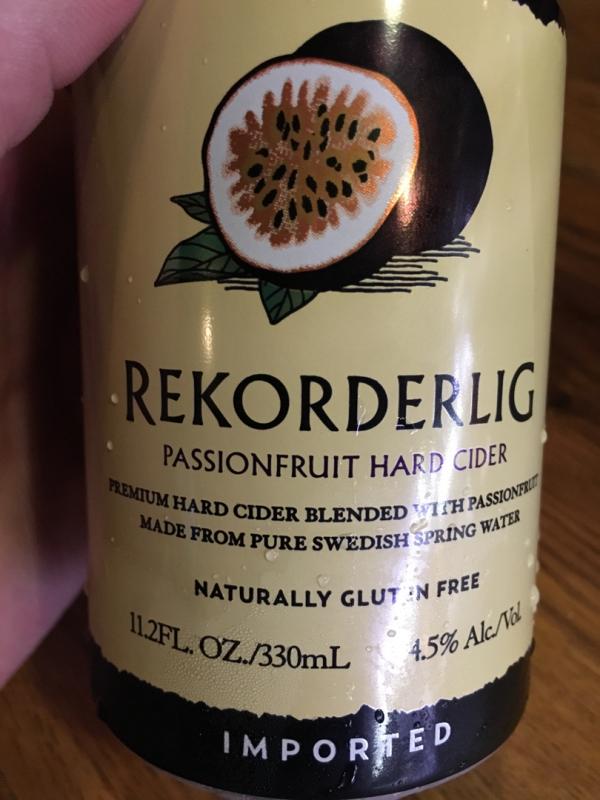 REKORDERLIG
PASSIONFRUIT HARD CIDER
PREMIUM HARD CIDER BLENDED WITH PASSIONFRUIT
MADE FROM PURE SWEDISH SPRING WATER
NATURALLY GLUTEN FREE
11.2FL. OZ./330mL 4.5% Alc./Vol.
IMPORTED